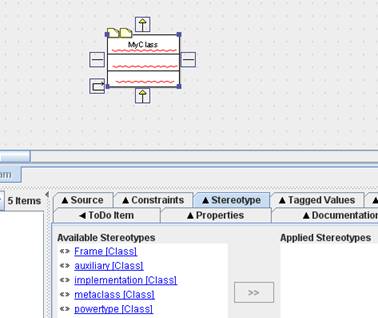 MyClass
am
5 Items
▲ Source ▲ Constraints ▲ Stereotype ▲ Tagged Values
◄ ToDo Item ▲ Properties ▲ Documentation
Available Stereotypes Applied Stereotypes
«» Frame [Class]
«» auxiliary [Class]
«» implementation [Class]
«» metaclass [Class]
«» powertype [Class]
>>